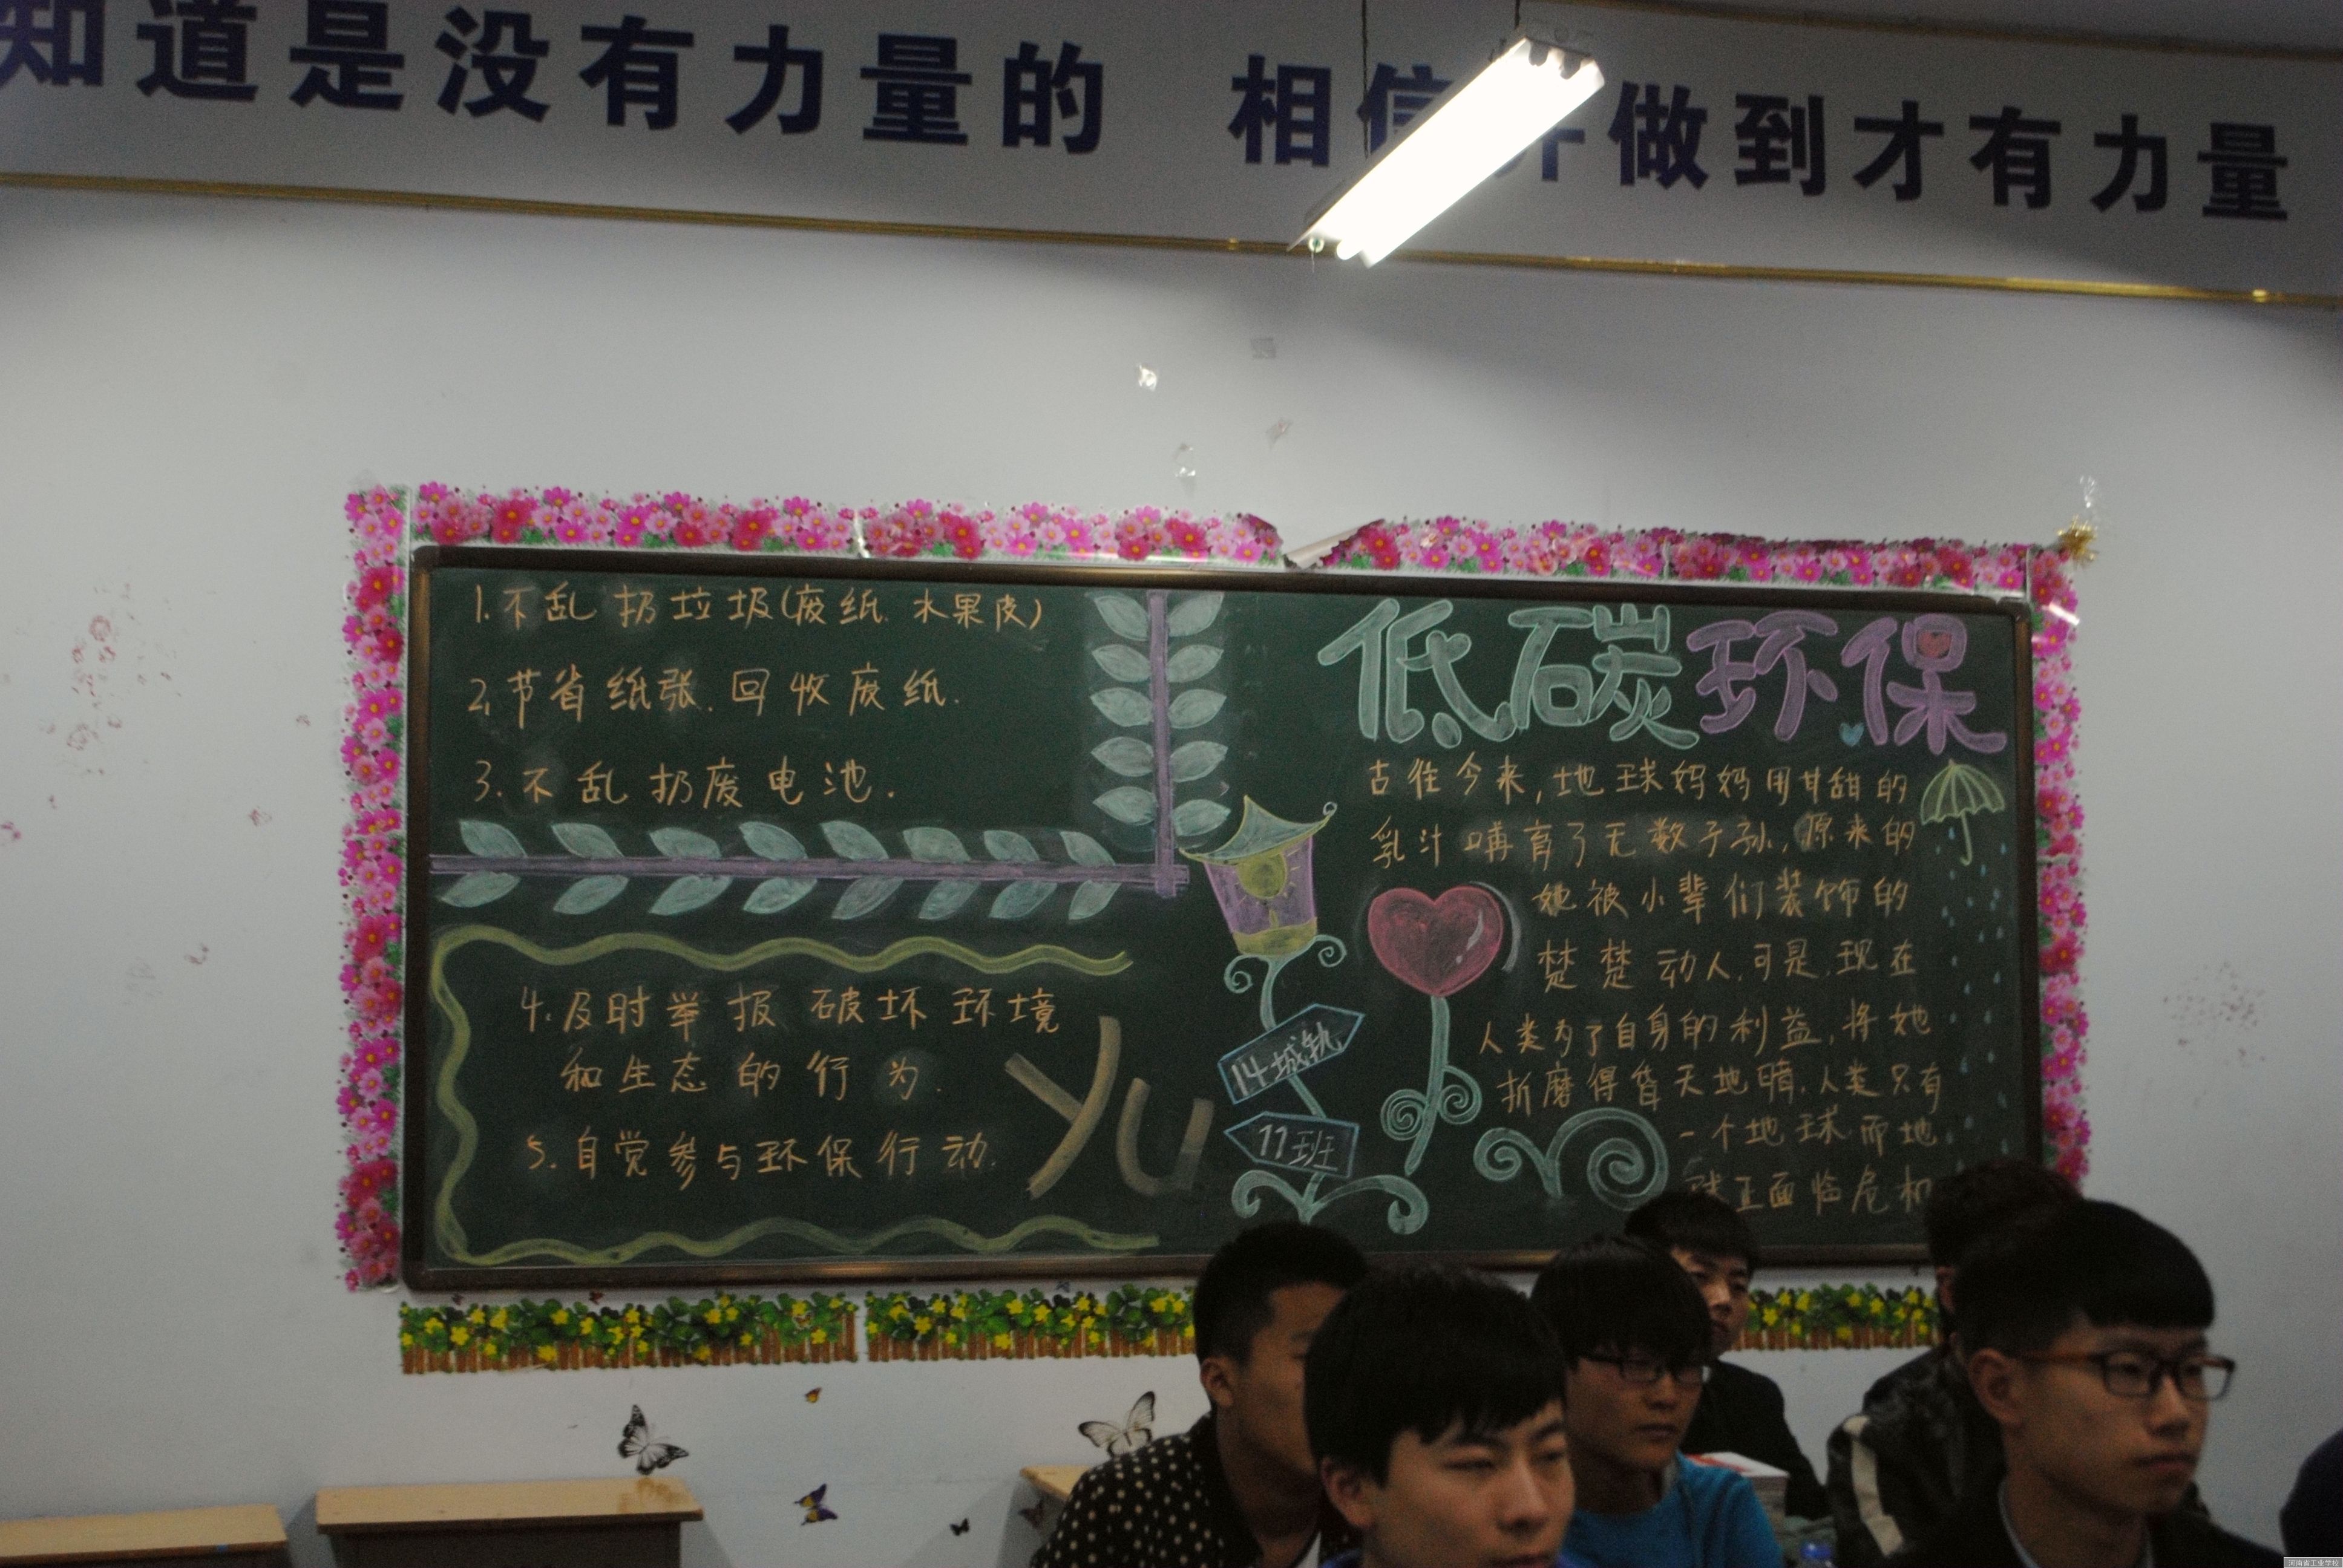 知道是没有力量的 相信并做到才有力量
1.不乱扔垃圾(废纸.水果皮)
2.节省纸张.回收废纸.
3.不乱扔废电池.
4.及时举报破坏环境
和生态的行为.
5.自觉参与环保行动.
Yu
14城轨
11班
低碳环保
古往今来,地球妈妈用甘甜的
乳汁哺育了无数子孙,原来的
她被小辈们装饰的
楚楚动人.可是.现在
人类为了自身的利益,将她
折磨得天地暗.人类只有
一个地球而地
球正面临危机
河南省工业学校